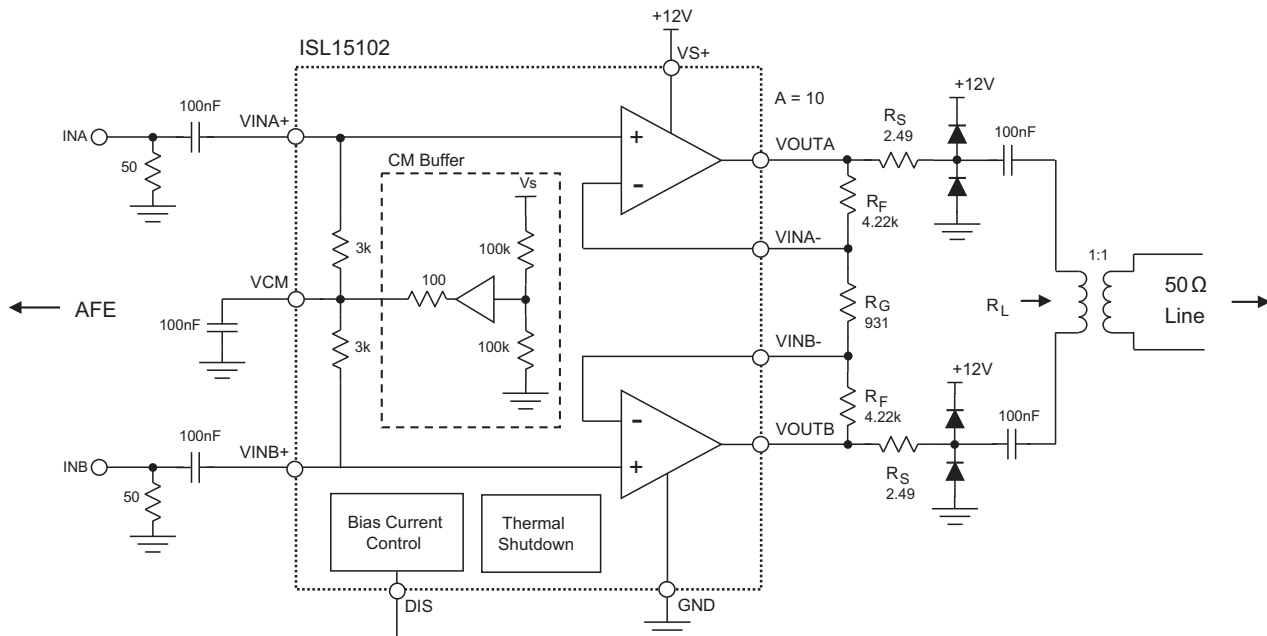 +12V
ISL15102
VS+
+12V
100nF
A = 10
VINA+
RS
2.49
100nF
INA
VOUTA
CM Buffer
50
Vs
RF
4.22k
3k
100k
VINA-
1:1
VCM
100
50Ω
Line
AFE
RG
931
RL
100nF
3k
100k
VINB-
+12V
RF
4.22k
100nF
100nF
VINB+
VOUTB
INB
RS
2.49
50
Bias Current
Control
Thermal
Shutdown
DIS
GND